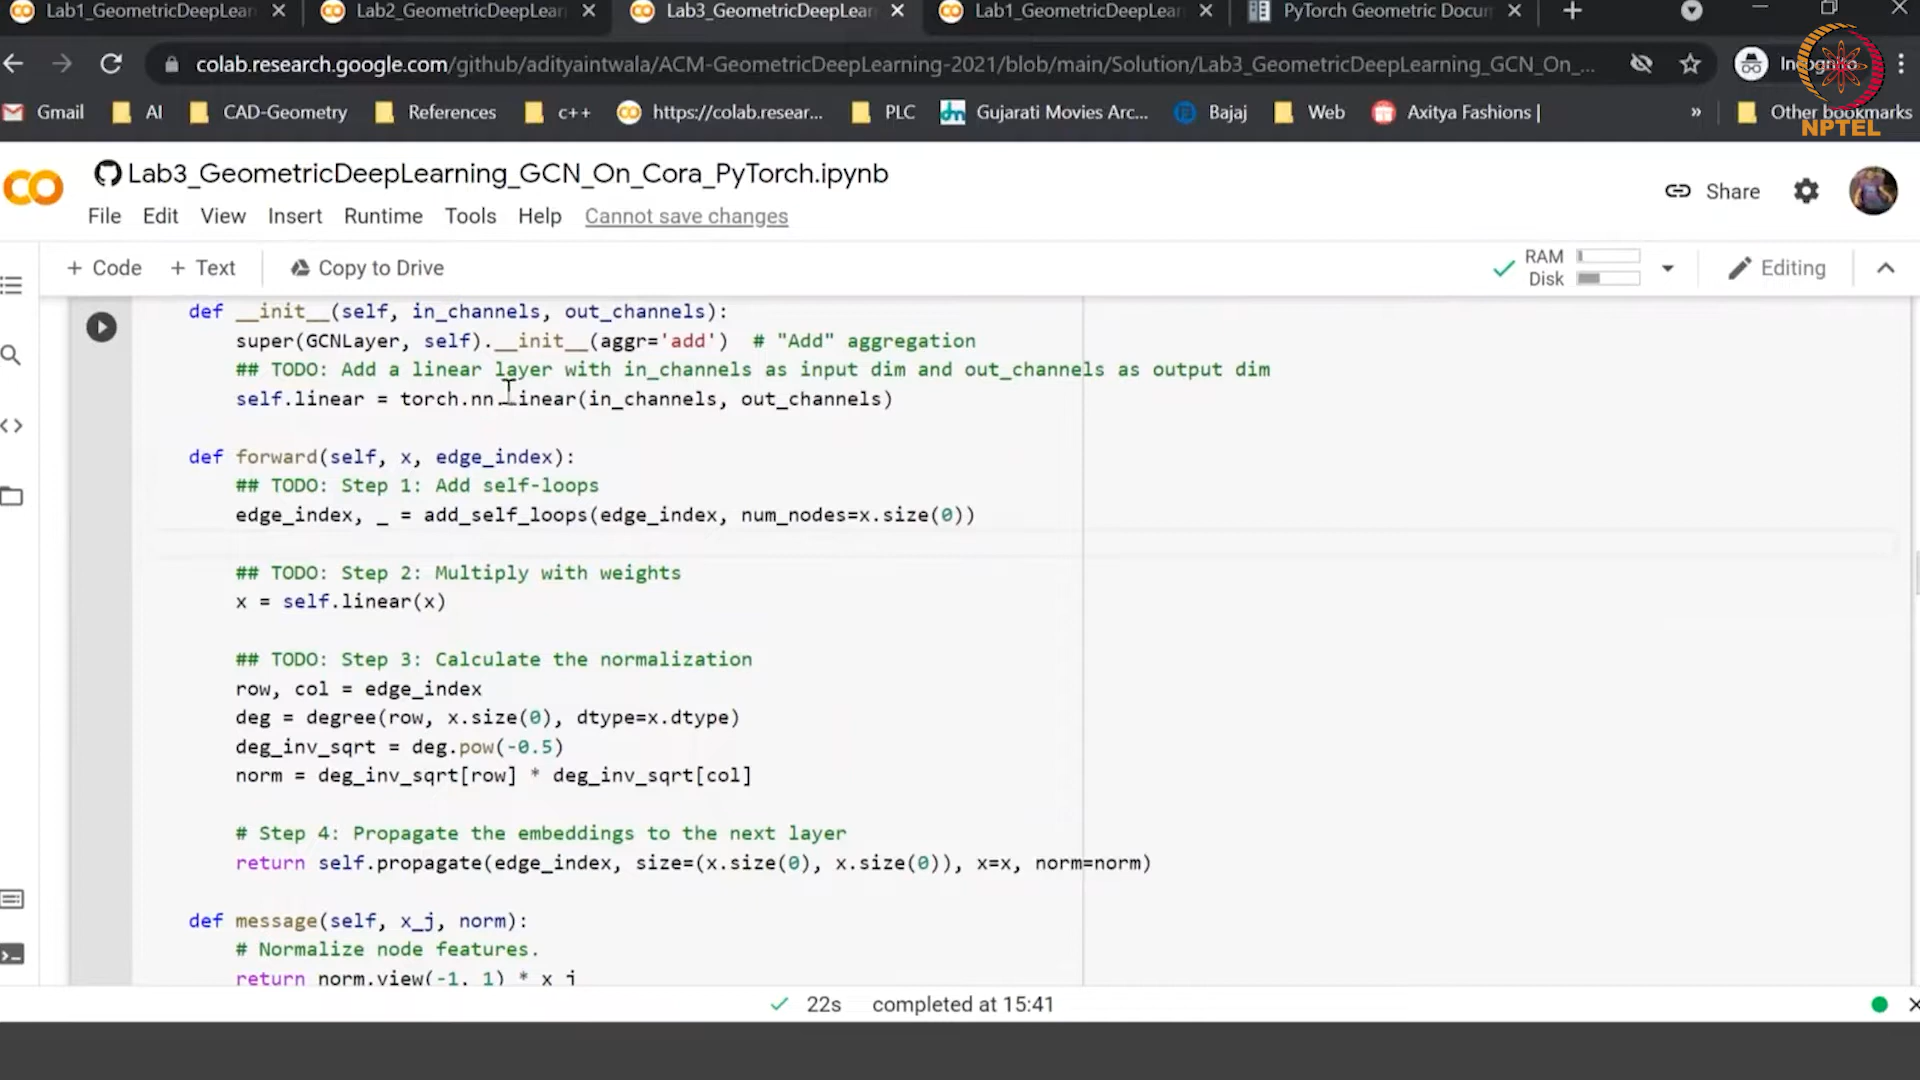 Lab1_GeometricDeepLear
Lab2_GeometricDeepLear
Lab3_GeometricDeepLear
Lab1_GeometricDeepLear
PyTorch Geometric Docum
colab.research.google.com/github/adityaintwala/ACM-GeometricDeepLearning-2021/blob/main/Solution/Lab3_GeometricDeepLearning_GCN_On_...
Incognito
NPTEL
Gmail
AI
CAD-Geometry
References
c++
https://colab.resear...
PLC
Gujarati Movies Arc...
Bajaj
Web
Axitya Fashions |
»
Other bookmarks
Lab3_GeometricDeepLearning_GCN_On_Cora_PyTorch.ipynb
Share
File Edit View Insert Runtime Tools Help Cannot save changes
+ Code + Text Copy to Drive
RAM
Disk
Editing
def __init__(self, in_channels, out_channels):
super(GCNLayer, self).__init__(aggr='add') # "Add" aggregation
## TODO: Add a linear layer with in_channels as input dim and out_channels as output dim
self.linear = torch.nn.Linear(in_channels, out_channels)
def forward(self, x, edge_index):
## TODO: Step 1: Add self-loops
edge_index, _ = add_self_loops(edge_index, num_nodes=x.size(0))
## TODO: Step 2: Multiply with weights
x = self.linear(x)
## TODO: Step 3: Calculate the normalization
row, col = edge_index
deg = degree(row, x.size(0), dtype=x.dtype)
deg_inv_sqrt = deg.pow(-0.5)
norm = deg_inv_sqrt[row] * deg_inv_sqrt[col]
# Step 4: Propagate the embeddings to the next layer
return self.propagate(edge_index, size=(x.size(0), x.size(0)), x=x, norm=norm)
def message(self, x_j, norm):
# Normalize node features.
return norm.view(-1, 1) * x_j
22s completed at 15:41